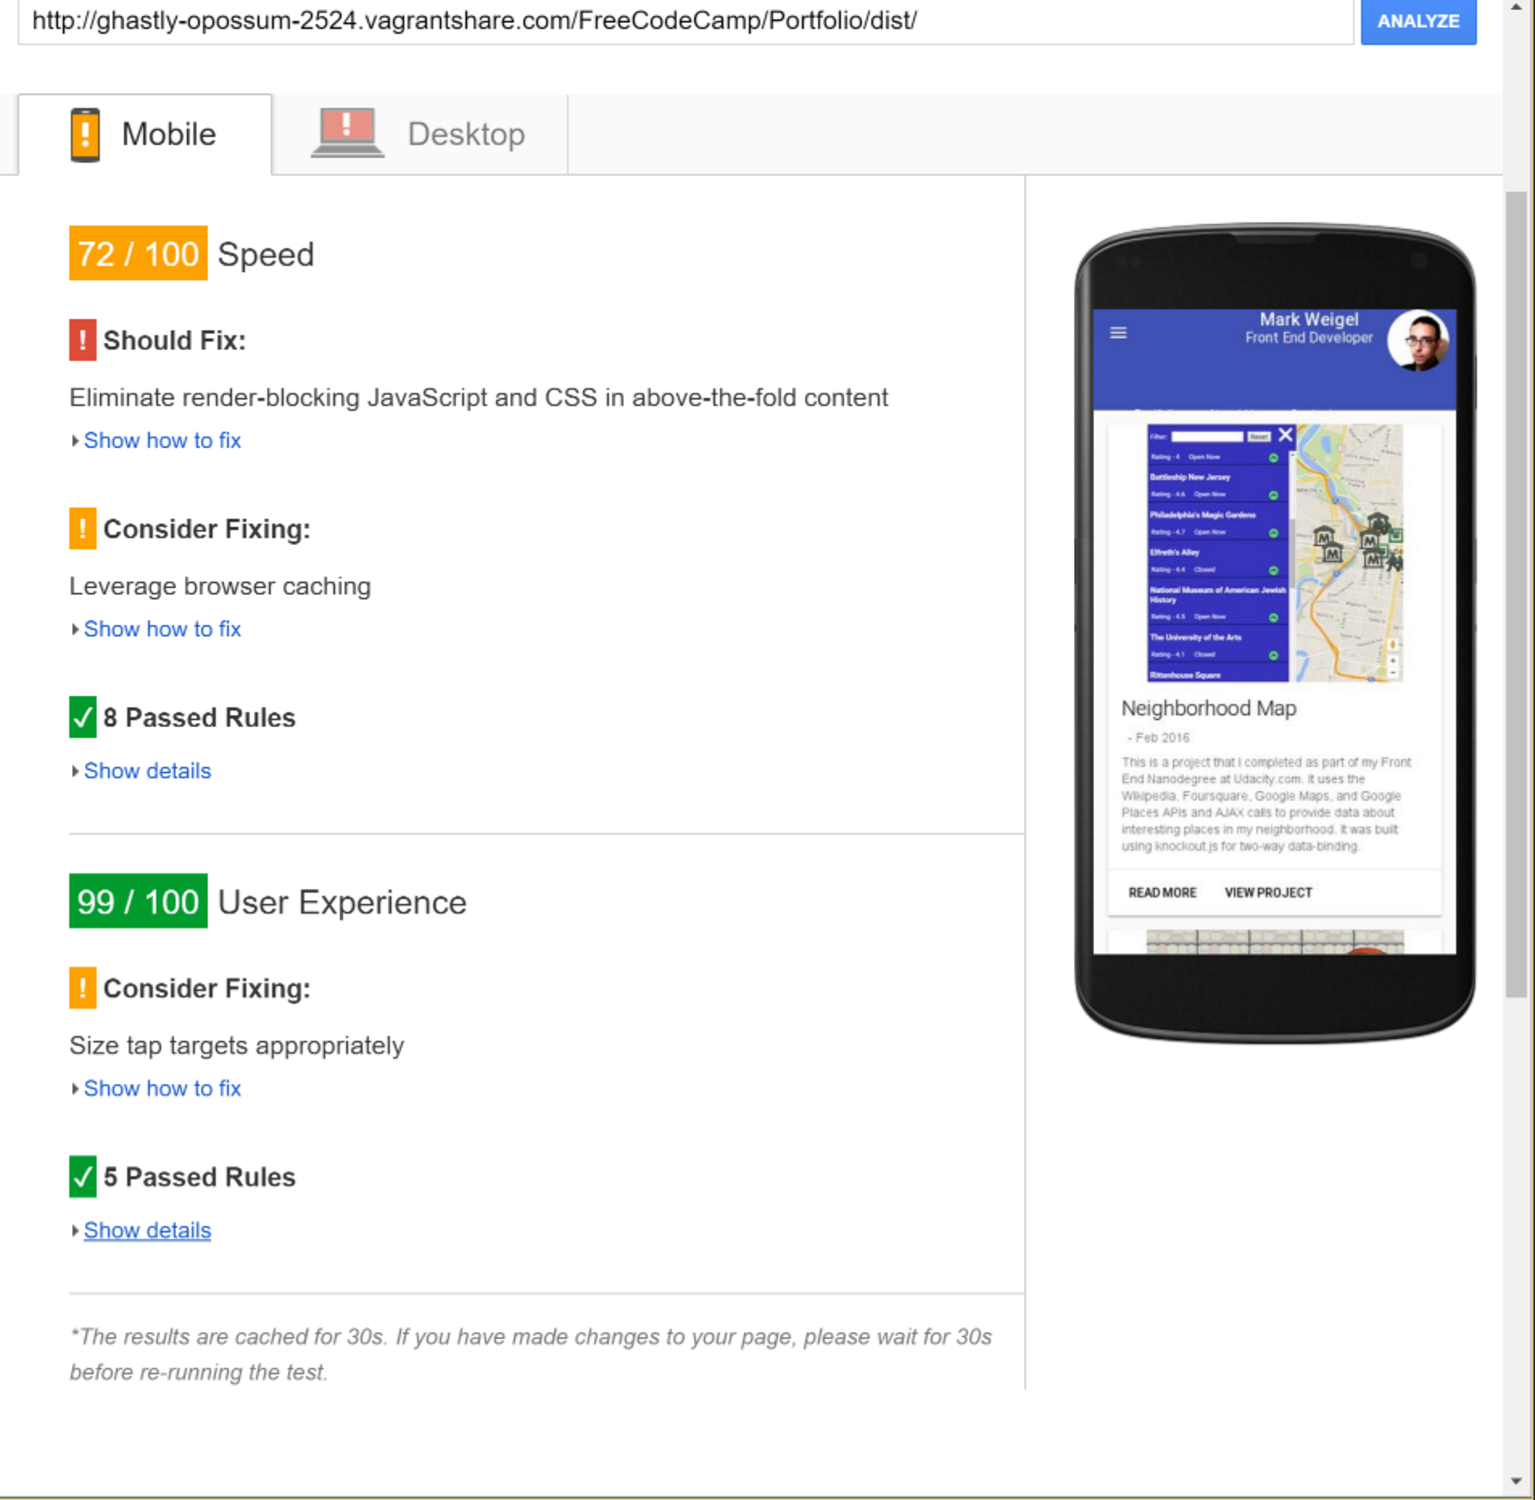 http://ghastly-opossum-2524.vagrantshare.com/FreeCodeCamp/Portfolio/dist/
ANALYZE
Mobile
Desktop
72 / 100 Speed
! Should Fix:
Eliminate render-blocking JavaScript and CSS in above-the-fold content
Show how to fix
! Consider Fixing:
Leverage browser caching
Show how to fix
8 Passed Rules
Show details
99 / 100 User Experience
! Consider Fixing:
Size tap targets appropriately
Show how to fix
5 Passed Rules
Show details
*The results are cached for 30s. If you have made changes to your page, please wait for 30s
before re-running the test.
Mark Weigel
Front End Developer
Filter: Reset
Rating - 4 Open Now
Battleship New Jersey
Rating - 4.6 Open Now
Philadelphia's Magic Gardens
Rating - 4.7 Open Now
Elfreth's Alley
Rating - 4.4 Closed
National Museum of American Jewish
History
Rating - 4.5 Open Now
The University of the Arts
Rating - 4.1 Closed
Rittenhouse Square
Neighborhood Map
- Feb 2016
This is a project that I completed as part of my Front
End Nanodegree at Udacity.com. It uses the
Wikipedia, Foursquare, Google Maps, and Google
Places APIs and AJAX calls to provide data about
interesting places in my neighborhood. It was built
using knockout.js for two-way data-binding.
READ MORE VIEW PROJECT